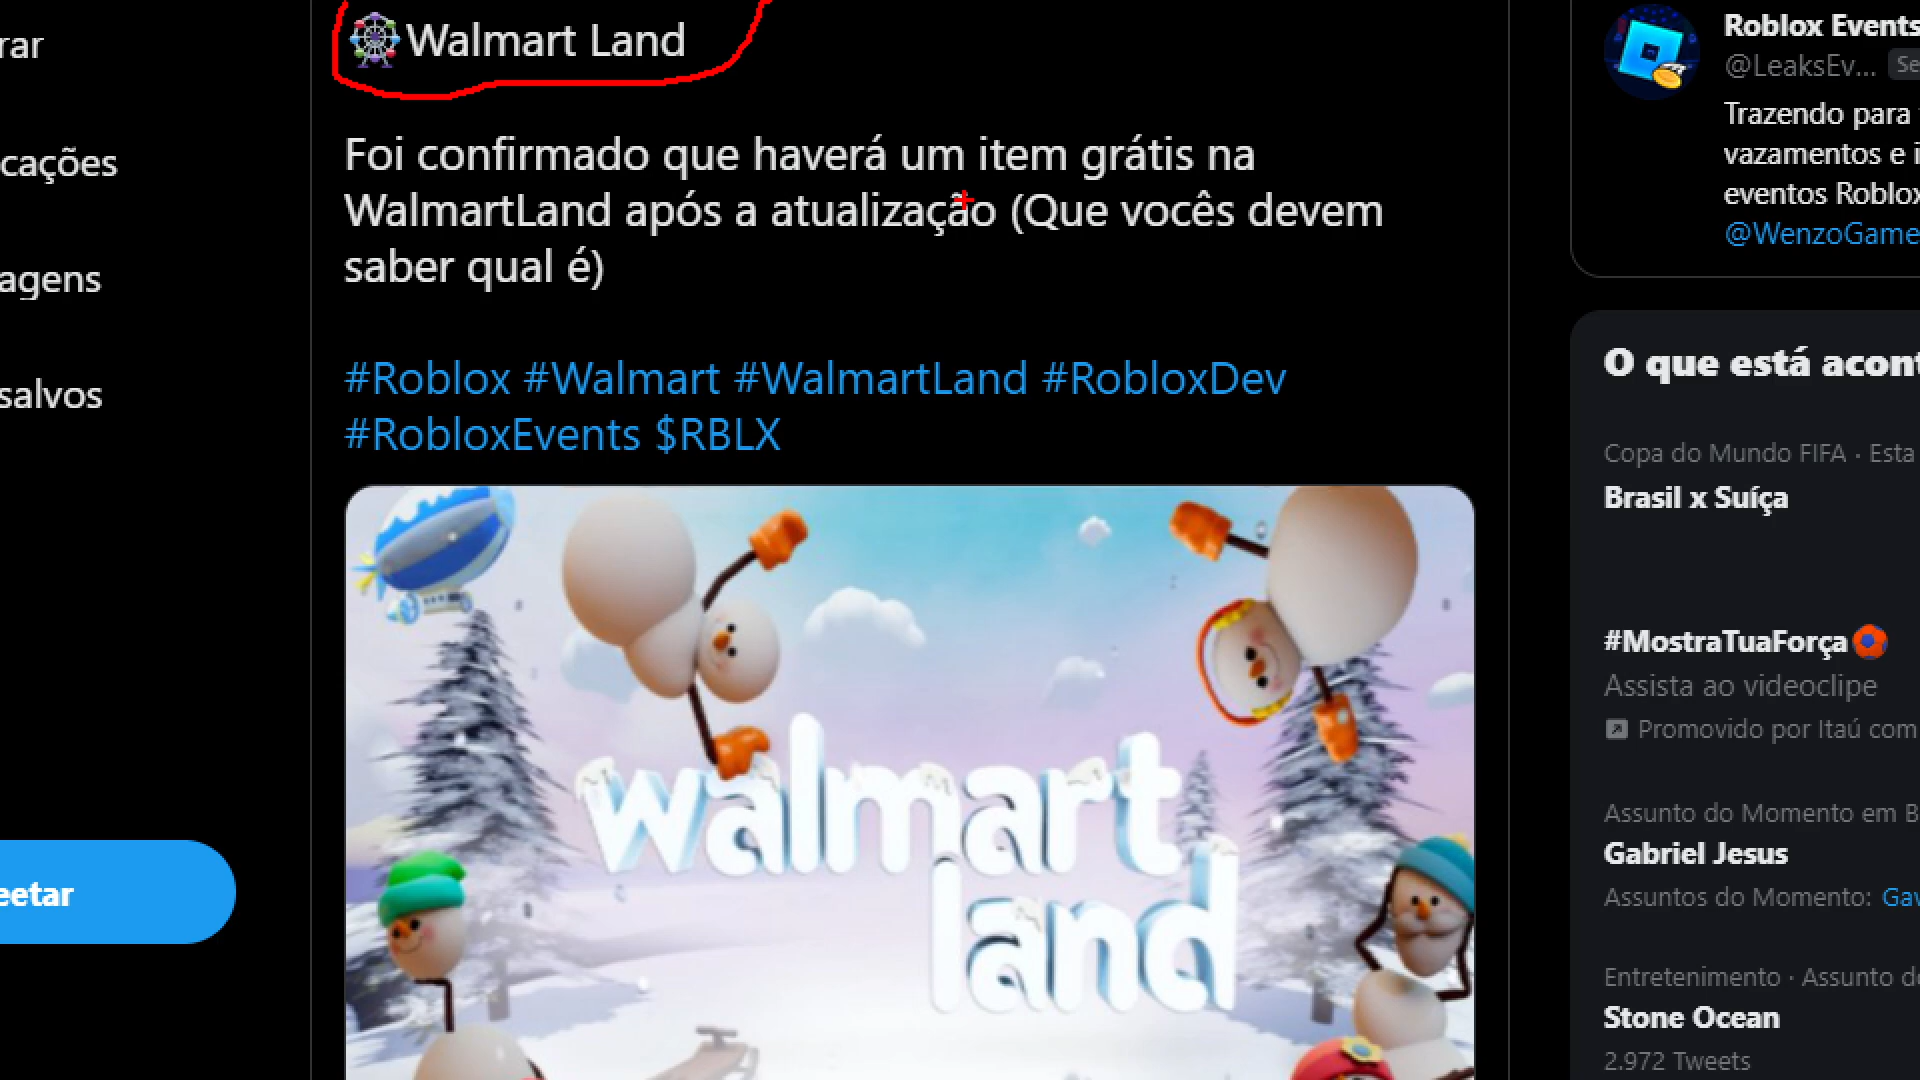 rar
cações
agens
salvos
eetar
Walmart Land
Foi confirmado que haverá um item grátis na
WalmartLand após a atualização (Que vocês devem
saber qual é)
#Roblox #Walmart #WalmartLand #RobloxDev
#RobloxEvents $RBLX
walmart
land
Roblox Events
@LeaksEv... Se
Trazendo para
vazamentos e i
eventos Roblox
@WenzoGame
O que está acont
Copa do Mundo FIFA · Esta
Brasil x Suíça
#MostraTuaForça
Assista ao videoclipe
Promovido por Itaú com
Assunto do Momento em B
Gabriel Jesus
Assuntos do Momento: Gav
Entretenimento · Assunto do
Stone Ocean
2.972 Tweets